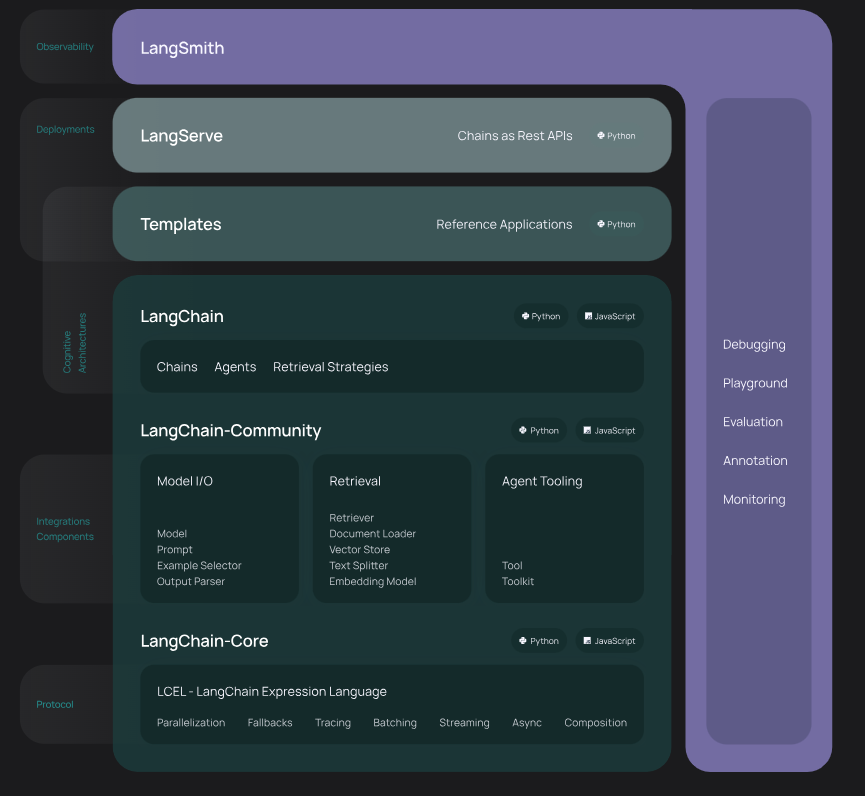 Observability
LangSmith
Deployments
LangServe
Chains as Rest APIs
Python
Templates
Reference Applications
Python
Cognitive
Architectures
LangChain
Python
JavaScript
Chains
Agents
Retrieval Strategies
LangChain-Community
Python
JavaScript
Integrations
Components
Model I/O
Model
Prompt
Example Selector
Output Parser
Retrieval
Retriever
Document Loader
Vector Store
Text Splitter
Embedding Model
Agent Tooling
Tool
Toolkit
LangChain-Core
Python
JavaScript
Protocol
LCEL - LangChain Expression Language
Parallelization
Fallbacks
Tracing
Batching
Streaming
Async
Composition
Debugging
Playground
Evaluation
Annotation
Monitoring